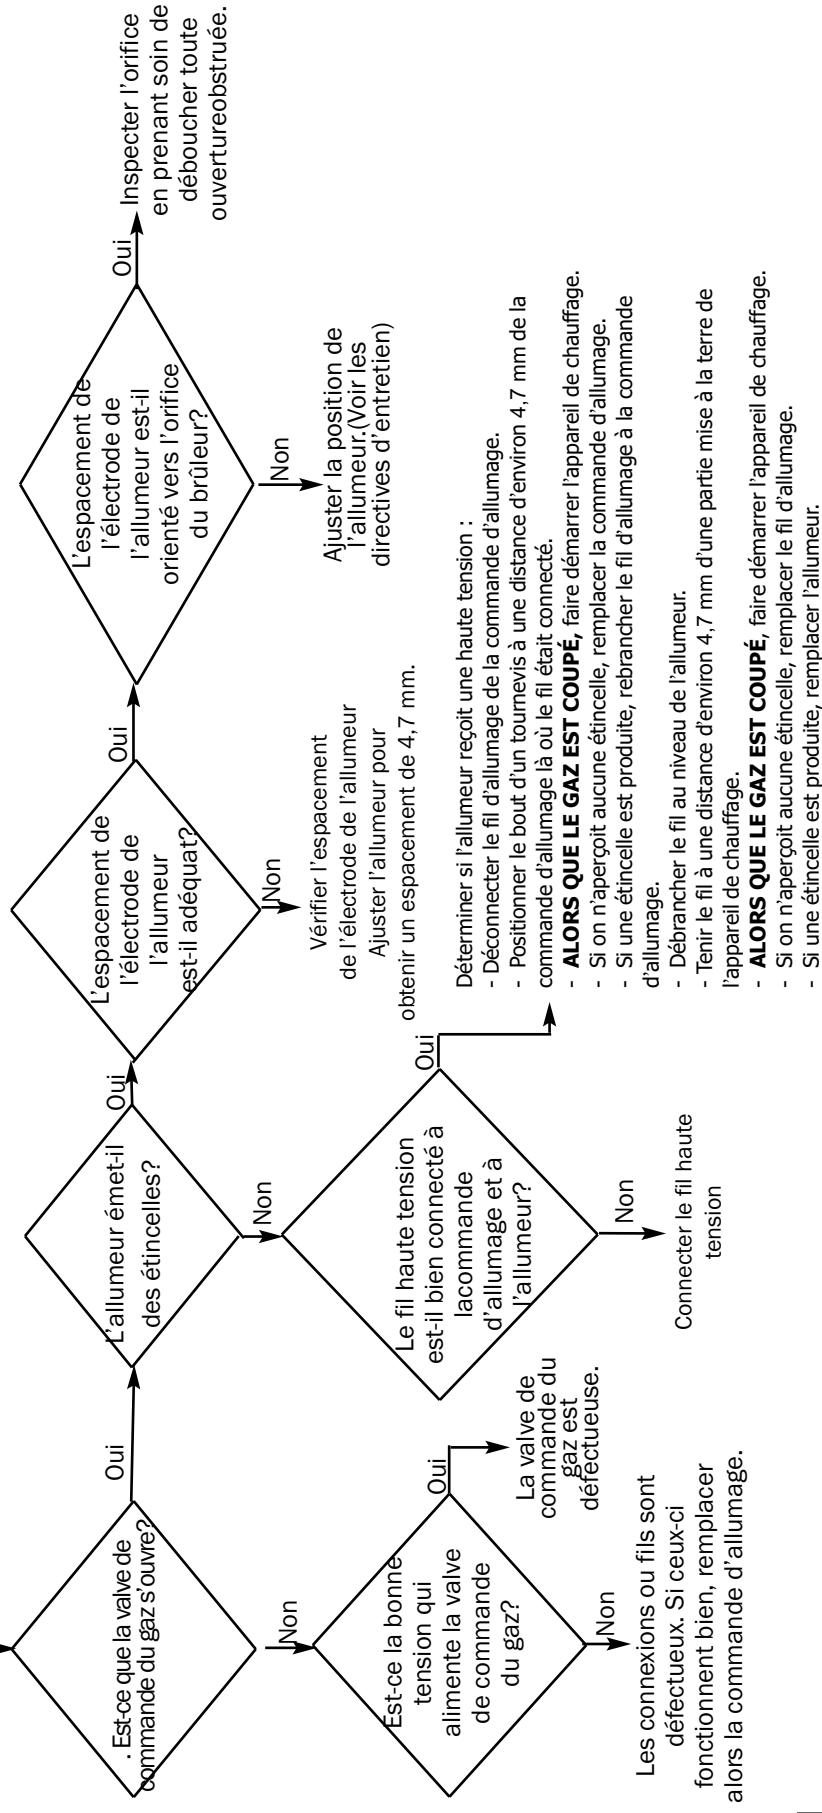 . Est-ce que la valve de
commande du gaz s'ouvre?
Oui
Non
Est-ce la bonne
tension qui
alimente la valve
de commande
du gaz?
Oui
La valve de
commande du
gaz est
défectueuse.
Non
Les connexions ou fils sont
défectueux. Si ceux-ci
fonctionnent bien, remplacer
alors la commande d'allumage.
L'allumeur émet-il
des étincelles?
Oui
Non
Le fil haute tension
est-il bien connecté à
lacommande
d'allumage et à
l'allumeur?
Oui
Non
Connecter le fil haute
tension
L'espacement de
l'électrode de
l'allumeur
est-il adéquat?
Oui
Non
Vérifier l'espacement
de l'électrode de l'allumeur
Ajuster l'allumeur pour
obtenir un espacement de 4,7 mm.
L'espacement de
l'électrode de
l'allumeur est-il
orienté vers l'orifice
du brûleur?
Oui
Inspecter l'orifice
en prenant soin de
déboucher toute
ouvertureobstruée.
Non
Ajuster la position de
l'allumeur.(Voir les
directives d'entretien)
Déterminer si l'allumeur reçoit une haute tension :
- Déconnecter le fil d'allumage de la commande d'allumage.
- Positionner le bout d'un tournevis à une distance d'environ 4,7 mm de la
commande d'allumage là où le fil était connecté.
- ALORS QUE LE GAZ EST COUPÉ, faire démarrer l'appareil de chauffage.
- Si on n'aperçoit aucune étincelle, remplacer la commande d'allumage.
- Si une étincelle est produite, rebrancher le fil d'allumage à la commande
d'allumage.
- Débrancher le fil au niveau de l'allumeur.
- Tenir le fil à une distance d'environ 4,7 mm d'une partie mise à la terre de
l'appareil de chauffage.
- ALORS QUE LE GAZ EST COUPÉ, faire démarrer l'appareil de chauffage.
- Si on n'aperçoit aucune étincelle, remplacer le fil d'allumage.
- Si une étincelle est produite, remplacer l'allumeur.